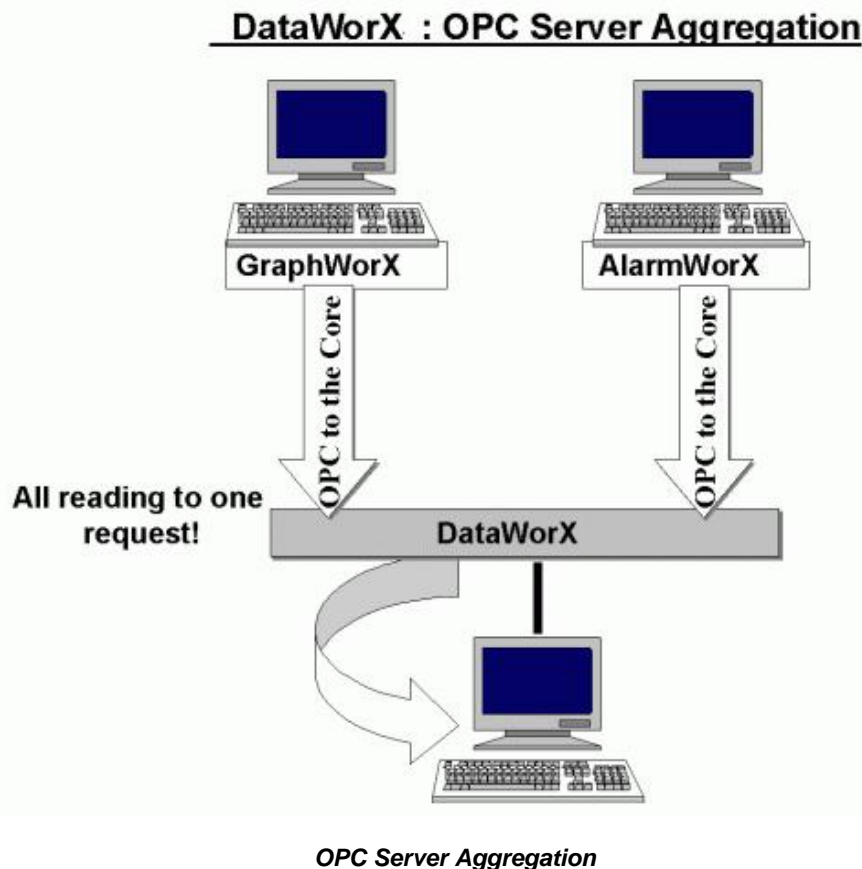 DataWorX : OPC Server Aggregation
GraphWorX
AlarmWorX
OPC to the Core
OPC to the Core
All reading to one
request!
DataWorX
OPC Server Aggregation